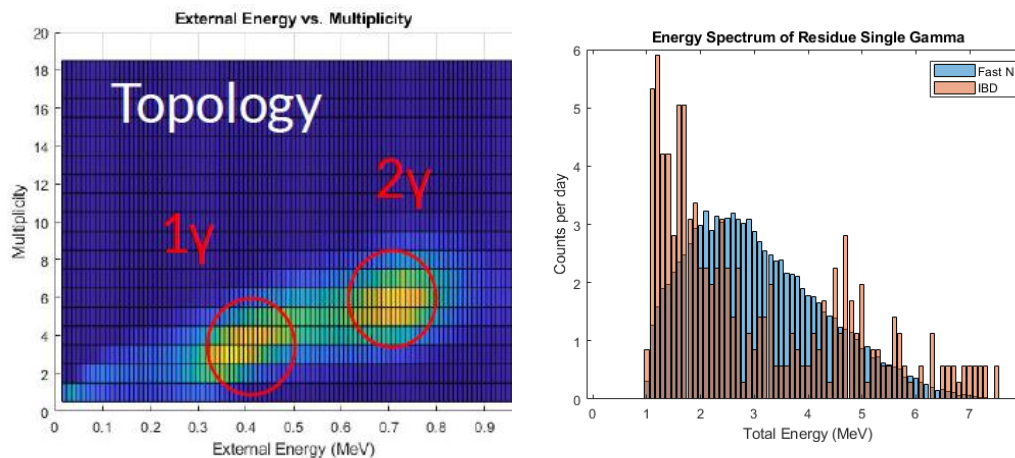 External Energy vs. Multiplicity
20
18
16
14
12
10
8
6
4
2
0
Multiplicity
Topology
1γ
2γ
0 0.1 0.2 0.3 0.4 0.5 0.6 0.7 0.8 0.9
External Energy (MeV)
Energy Spectrum of Residue Single Gamma
6
5
4
3
2
1
0
Counts per day
Fast N
IBD
0 1 2 3 4 5 6 7
Total Energy (MeV)